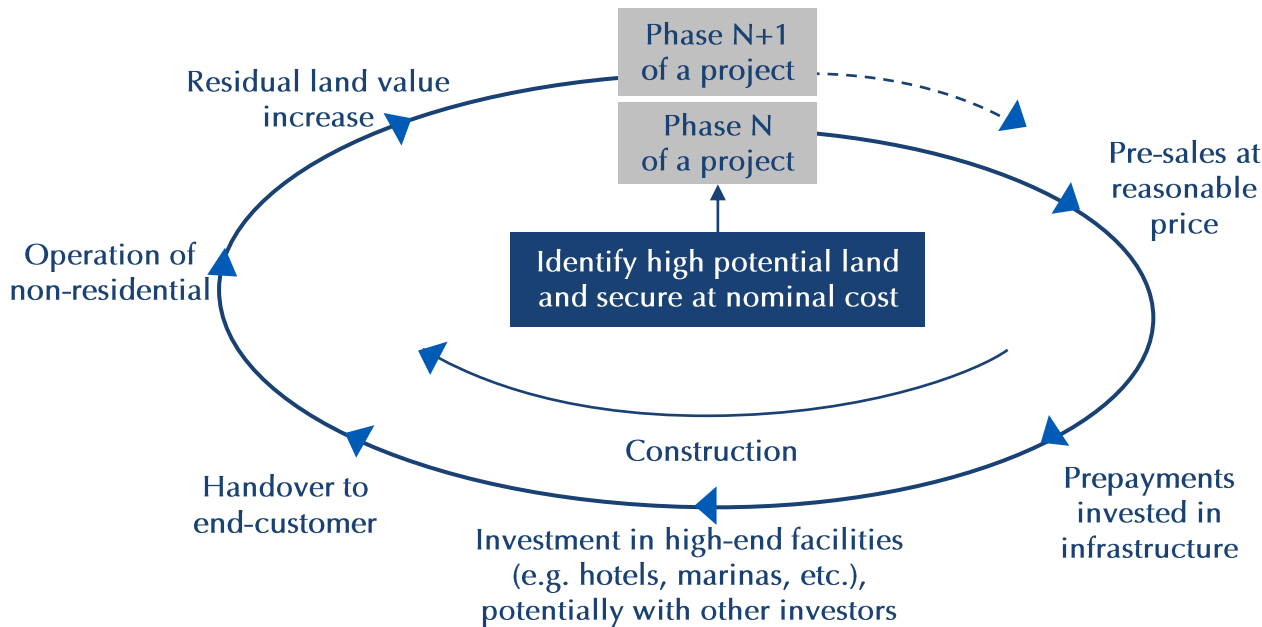 Phase N+1
of a project
Phase N
of a project
Identify high potential land
and secure at nominal cost
Pre-sales at
reasonable
price
Prepayments
invested in
infrastructure
Construction
Investment in high-end facilities
(e.g. hotels, marinas, etc.),
potentially with other investors
Handover to
end-customer
Operation of
non-residential
Residual land value
increase